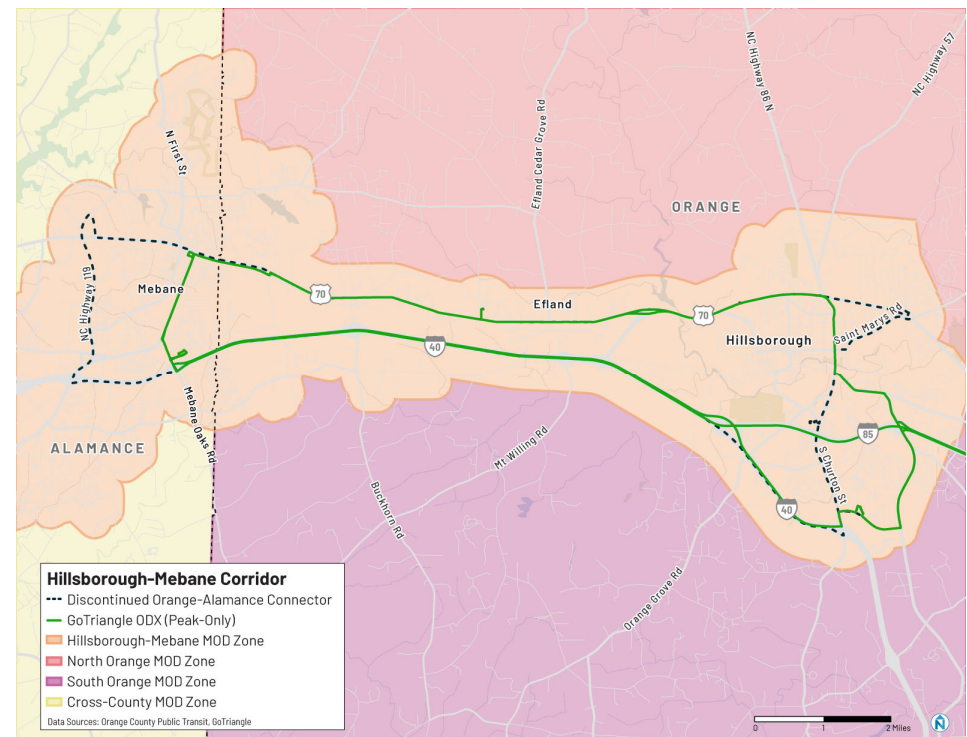 N First St
NC Highway 86 N
NC Highway 57
Efland Cedar Grove Rd
ORANGE
NC Highway 119
Mebane
70
Efland
70
Saint Marys Rd
Hillsborough
40
Mebane Oaks Rd
ALAMANCE
Mt Willing Rd
85
S Churton St
Buckhorn Rd
40
Orange Grove Rd
Hillsborough-Mebane Corridor
Discontinued Orange-Alamance Connector
GoTriangle ODX (Peak-Only)
Hillsborough-Mebane MOD Zone
North Orange MOD Zone
South Orange MOD Zone
Cross-County MOD Zone
Data Sources: Orange County Public Transit, GoTriangle
0 1 2 Miles
N